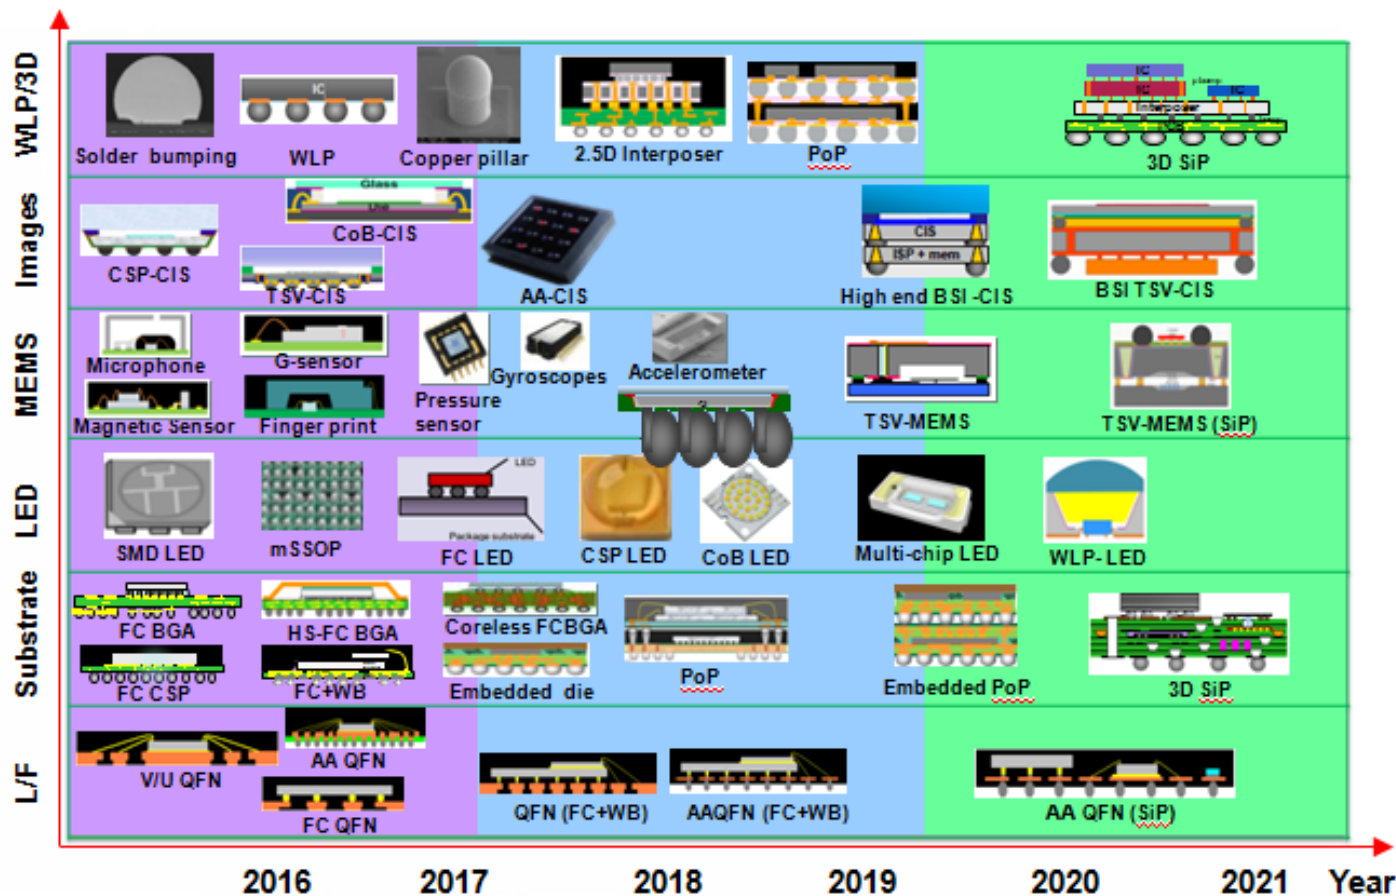 WLP/3D
Solder bumping
IC
WLP
Copper pillar
2.5D Interposer
PoP
IC
IC
IC
Interposer
3D SiP
Images
CSP-CIS
Glass
Die
CoB-CIS
TSV-CIS
AA-CIS
CIS
ISP + mem
High end BSI -CIS
BSI TSV-CIS
MEMS
Microphone
G-sensor
Magnetic Sensor
Finger print
Pressure
sensor
Gyroscopes
Accelerometer
TSV-MEMS
TSV-MEMS (SiP)
LED
SMD LED
mSSOP
LED
Package substrate
FC LED
CSP LED
CoB LED
Multi-chip LED
WLP- LED
Substrate
FC BGA
HS-FC BGA
FC CSP
FC+WB
Coreless FCBGA
Embedded die
PoP
Embedded PoP
3D SiP
L/F
V/U QFN
AA QFN
FC QFN
QFN (FC+WB)
AAQFN (FC+WB)
AA QFN (SiP)
2016 2017 2018 2019 2020 2021 Year